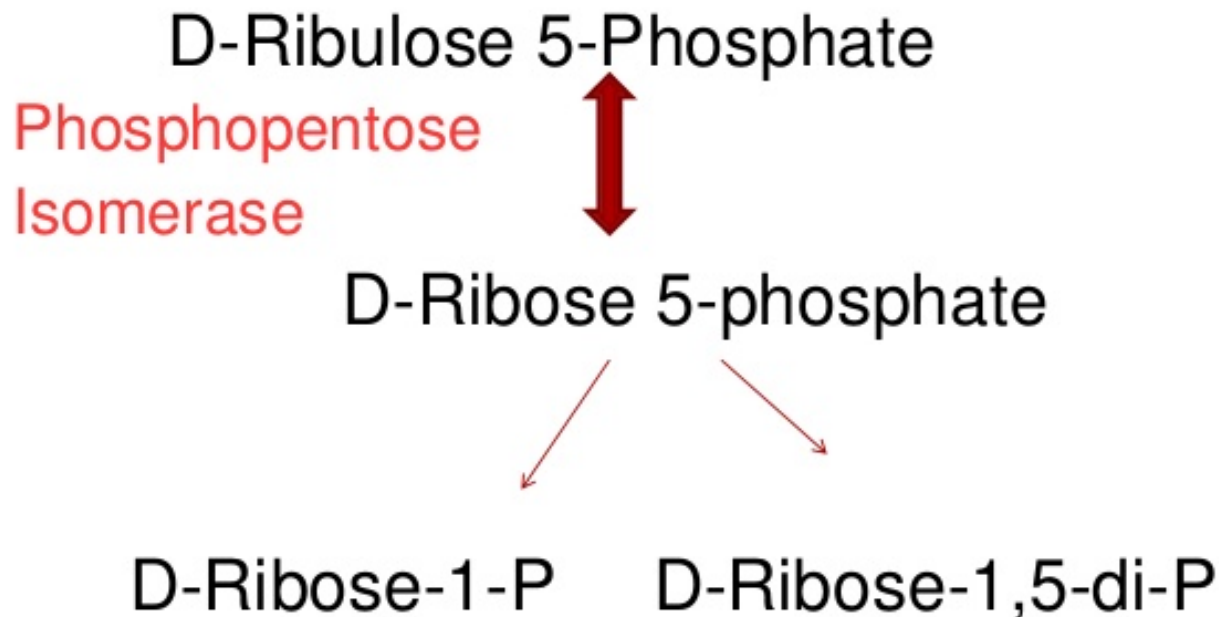 D-Ribulose 5-Phosphate
Phosphopentose
Isomerase
D-Ribose 5-phosphate
D-Ribose-1-P
D-Ribose-1,5-di-P